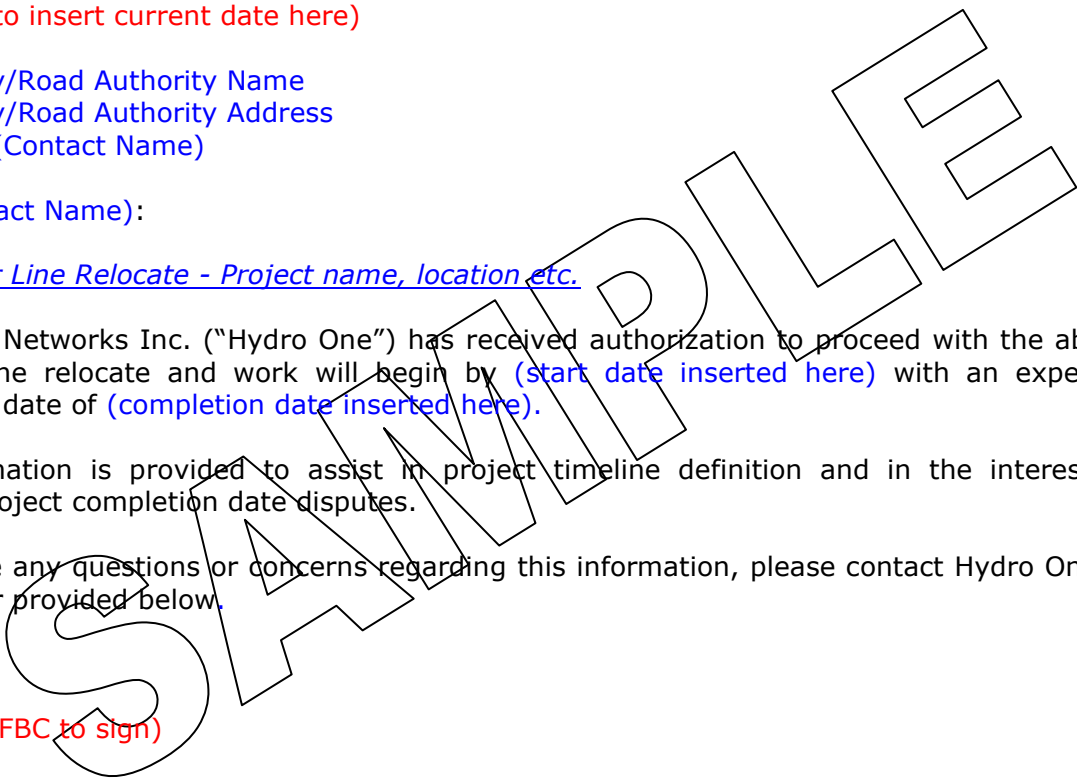 to insert current date here)
y/Road Authority Name
y/Road Authority Address
(Contact Name)
act Name):
r Line Relocate - Project name, location etc.
Networks Inc. (“Hydro One”) has received authorization to proceed with the ab
ne relocate and work will begin by (start date inserted here) with an expe
date of (completion date inserted here).
nation is provided to assist in project timeline definition and in the interes
oject completion date disputes.
e any questions or concerns regarding this information, please contact Hydro On
r provided below.
FBC to sign)
SAMPLE